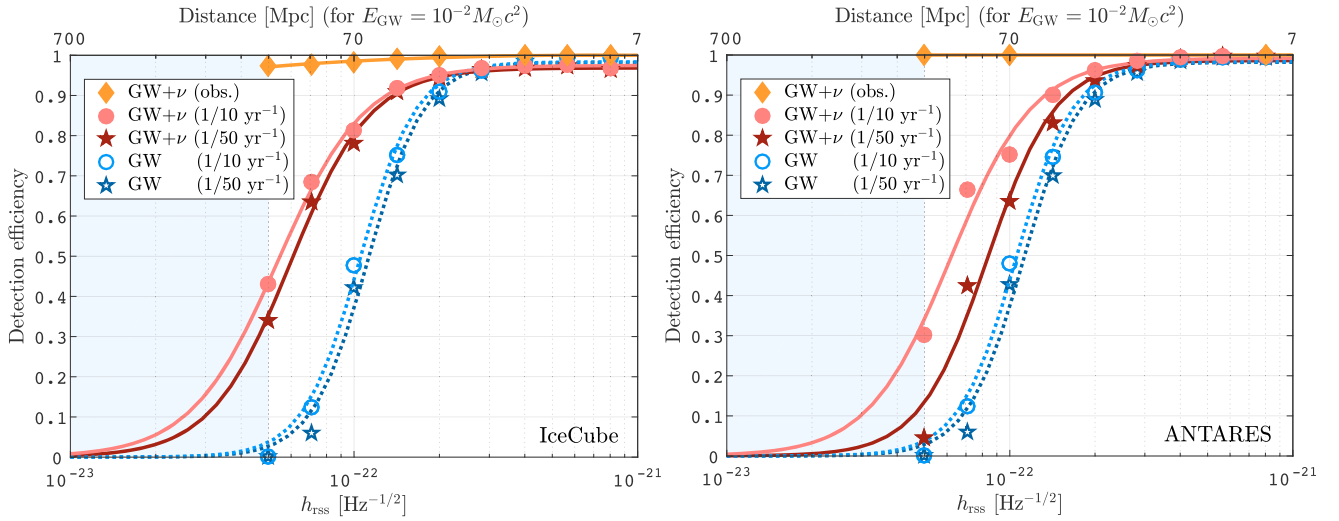 Distance [Mpc] (for E_GW = 10^-2 M_⊙c^2)
700 70 7
1
0.9
0.8
0.7
0.6
0.5
0.4
0.3
0.2
0.1
0
Detection efficiency
GW+ν (obs.)
GW+ν (1/10 yr^-1)
GW+ν (1/50 yr^-1)
GW (1/10 yr^-1)
GW (1/50 yr^-1)
IceCube
10^-23 10^-22 10^-21
h_rss [Hz^-1/2]
Distance [Mpc] (for E_GW = 10^-2 M_⊙c^2)
700 70 7
1
0.9
0.8
0.7
0.6
0.5
0.4
0.3
0.2
0.1
0
Detection efficiency
GW+ν (obs.)
GW+ν (1/10 yr^-1)
GW+ν (1/50 yr^-1)
GW (1/10 yr^-1)
GW (1/50 yr^-1)
ANTARES
10^-23 10^-22 10^-21
h_rss [Hz^-1/2]